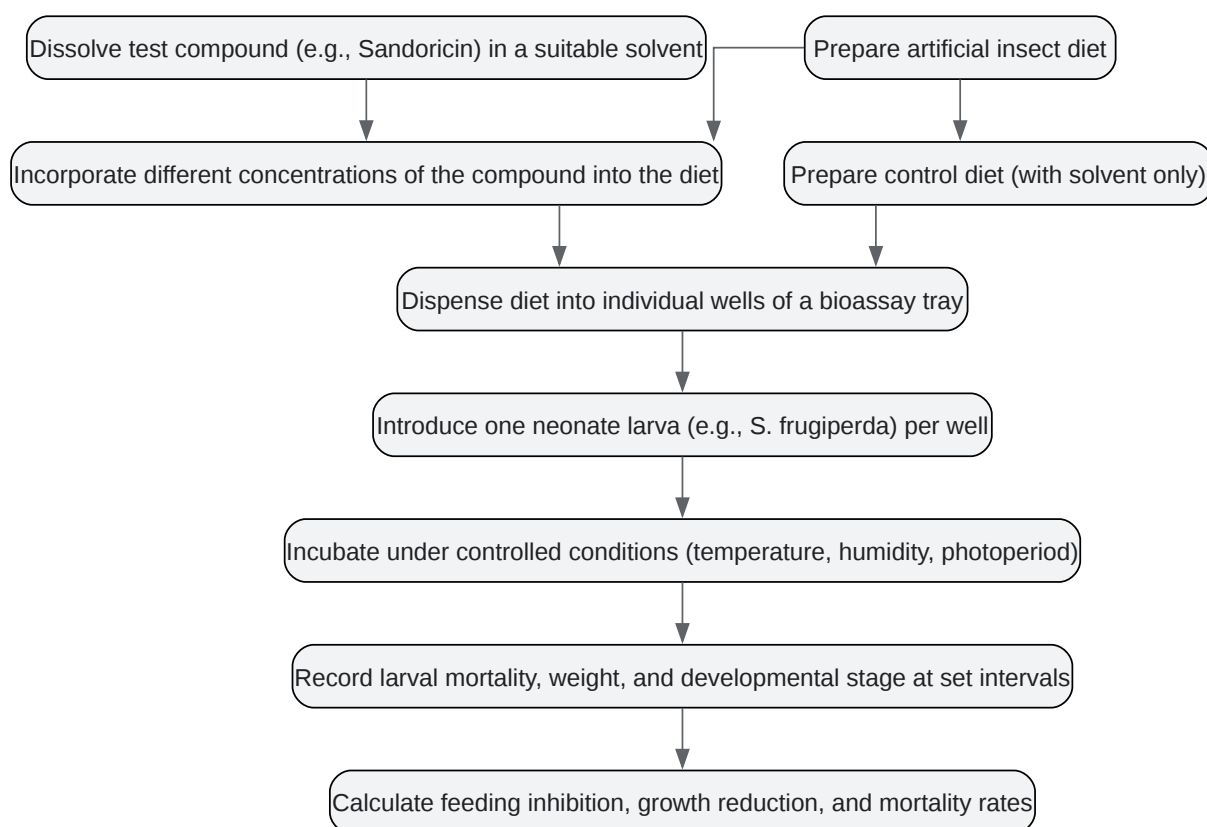 Dissolve test compound (e.g., Sandoricin) in a suitable solvent
Prepare artificial insect diet
Incorporate different concentrations of the compound into the diet
Prepare control diet (with solvent only)
Dispense diet into individual wells of a bioassay tray
Introduce one neonate larva (e.g., S. frugiperda) per well
Incubate under controlled conditions (temperature, humidity, photoperiod)
Record larval mortality, weight, and developmental stage at set intervals
Calculate feeding inhibition, growth reduction, and mortality rates